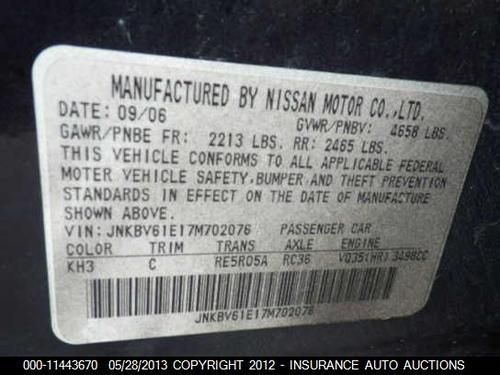 MANUFACTURED BY NISSAN MOTOR CO.,LTD.
DATE: 09/06 GVWR/PNBV: 4658 LBS.
GAWR/PNBE FR: 2213 LBS. RR: 2465 LBS.
THIS VEHICLE CONFORMS TO ALL APPLICABLE FEDERAL
MOTER VEHICLE SAFETY, BUMPER AND THEFT PREVENTION
STANDARDS IN EFFECT ON THE DATE OF MANUFACTURE
SHOWN ABOVE.
VIN: JNKBV61E17M702076 PASSENGER CAR
COLOR TRIM TRANS AXLE ENGINE
KH3 C RE5R05A RC36 VQ35(HR) 3498CC
JNKBV61E17M702076
000-11443670 05/28/2013 COPYRIGHT 2012 - INSURANCE AUTO AUCTIONS